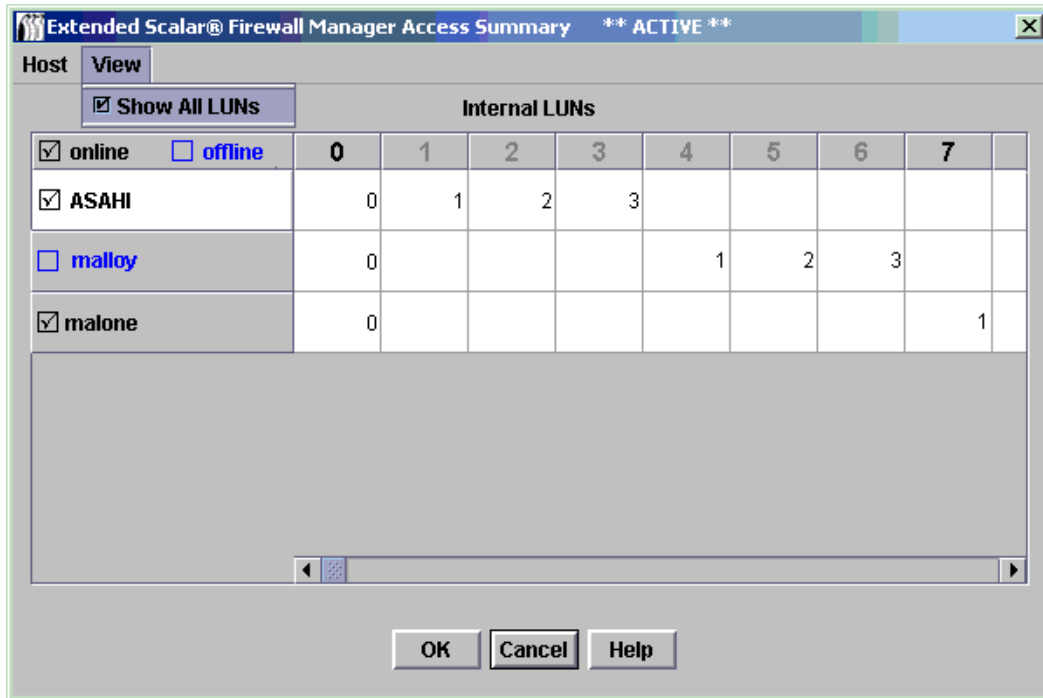 Extended Scalar® Firewall Manager Access Summary ** ACTIVE **
Host View
Show All LUNs
Internal LUNs
online offline 0 1 2 3 4 5 6 7
ASAHI 0 1 2 3
malloy 0 1 2 3
malone 0 1
OK Cancel Help